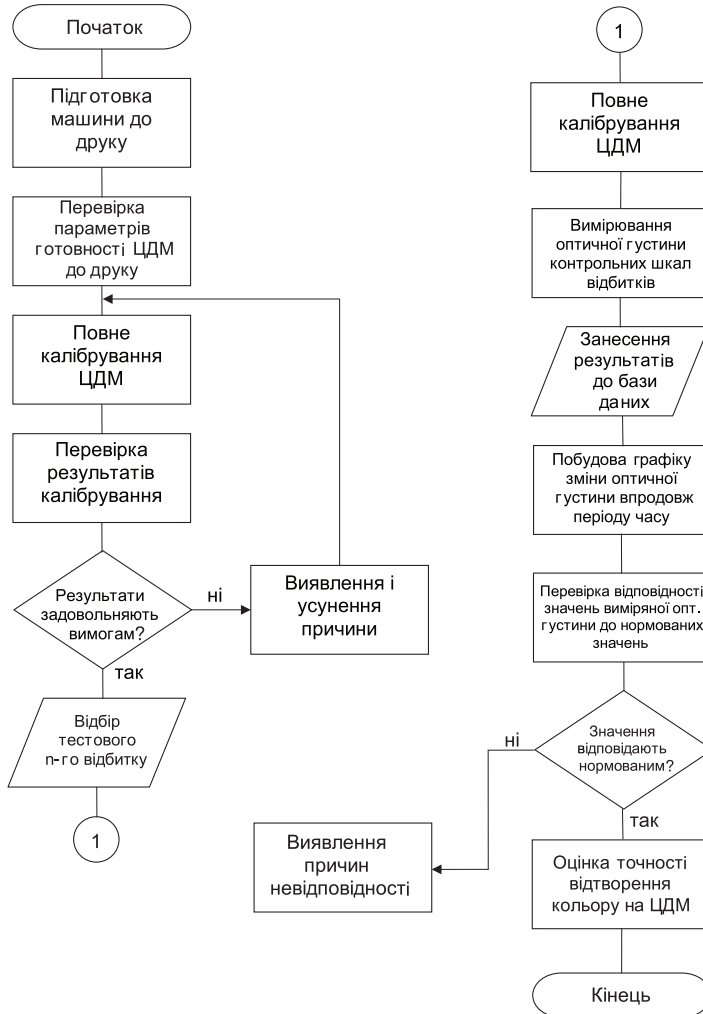 Початок
Підготовка
машини до
друку
Перевірка
параметрів
готовності ЦДМ
до друку
Повне
калібрування
ЦДМ
Перевірка
результатів
калібрування
Результати
задовольняють
вимогам?
ні
Виявлення і
усунення
причини
так
Відбір
тестового
n-го відбитку
1
1
Повне
калібрування
ЦДМ
Вимірювання
оптичної густини
контрольних шкал
відбитків
Занесення
результатів
до бази
даних
Побудова графіку
зміни оптичної
густини впродовж
періоду часу
Перевірка відповідності
значень виміряної опт.
густини до нормованих
значень
Значення
відповідають
нормованим?
ні
Виявлення
причин
невідповідності
так
Оцінка точності
відтворення
кольору на ЦДМ
Кінець